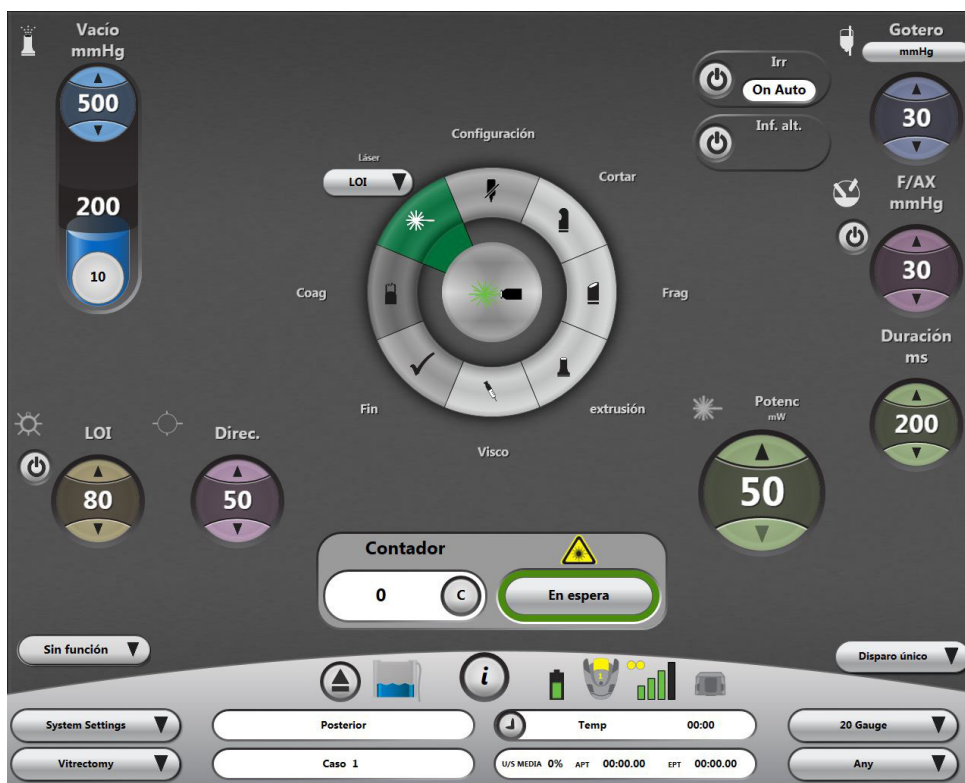 Vacío
mmHg
500
200
10
Gotero
mmHg
30
Irr
On Auto
Inf. alt.
F/AX
mmHg
30
Duración
ms
200
Configuración
Láser
LOI
Cortar
Coag
Frag
Fin
extrusión
Visco
LOI
80
Direc.
50
Potenc
mW
50
Contador
0
C
En espera
Sin función
Disparo único
i
1
System Settings
Posterior
Temp 00:00
20 Gauge
Vitrectomy
Caso 1
U/S MEDIA 0% APT 00:00.00 EPT 00:00.00
Any